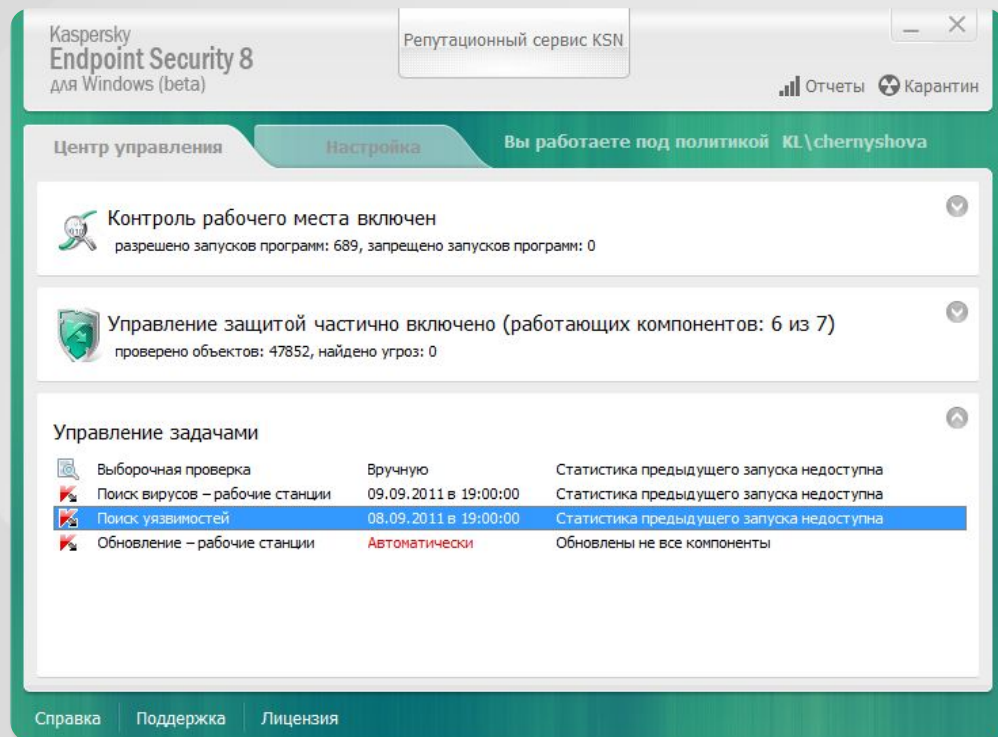 Kaspersky
Endpoint Security 8
для Windows (beta)
Репутационный сервис KSN
Отчеты Карантин
Центр управления
Настройка
Вы работаете под политикой KL\chernyshova
Контроль рабочего места включен
разрешено запусков программ: 689, запрещено запусков программ: 0
Управление защитой частично включено (работающих компонентов: 6 из 7)
проверено объектов: 47852, найдено угроз: 0
Управление задачами
Выборочная проверка Вручную Статистика предыдущего запуска недоступна
Поиск вирусов – рабочие станции 09.09.2011 в 19:00:00 Статистика предыдущего запуска недоступна
Поиск уязвимостей 08.09.2011 в 19:00:00 Статистика предыдущего запуска недоступна
Обновление – рабочие станции Автоматически Обновлены не все компоненты
Справка Поддержка Лицензия